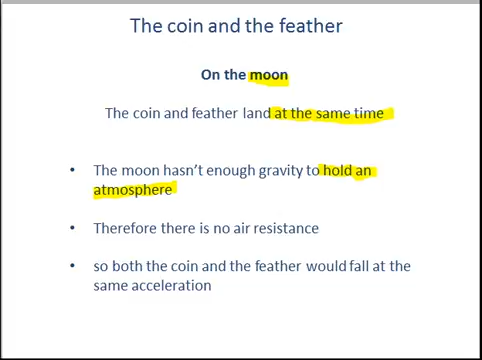 The coin and the feather
On the moon
The coin and feather land at the same time
• The moon hasn't enough gravity to hold an
atmosphere
• Therefore there is no air resistance
• so both the coin and the feather would fall at the
same acceleration